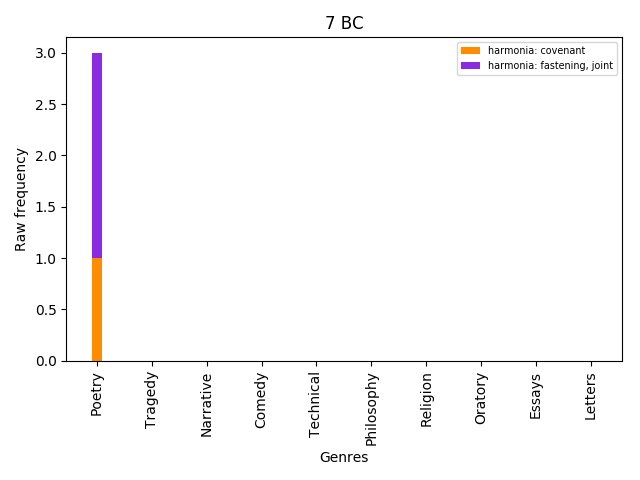 7 BC
harmonia: covenant
harmonia: fastening, joint
Raw frequency
3.0
2.5
2.0
1.5
1.0
0.5
0.0
Poetry
Tragedy
Narrative
Comedy
Technical
Philosophy
Religion
Oratory
Essays
Letters
Genres